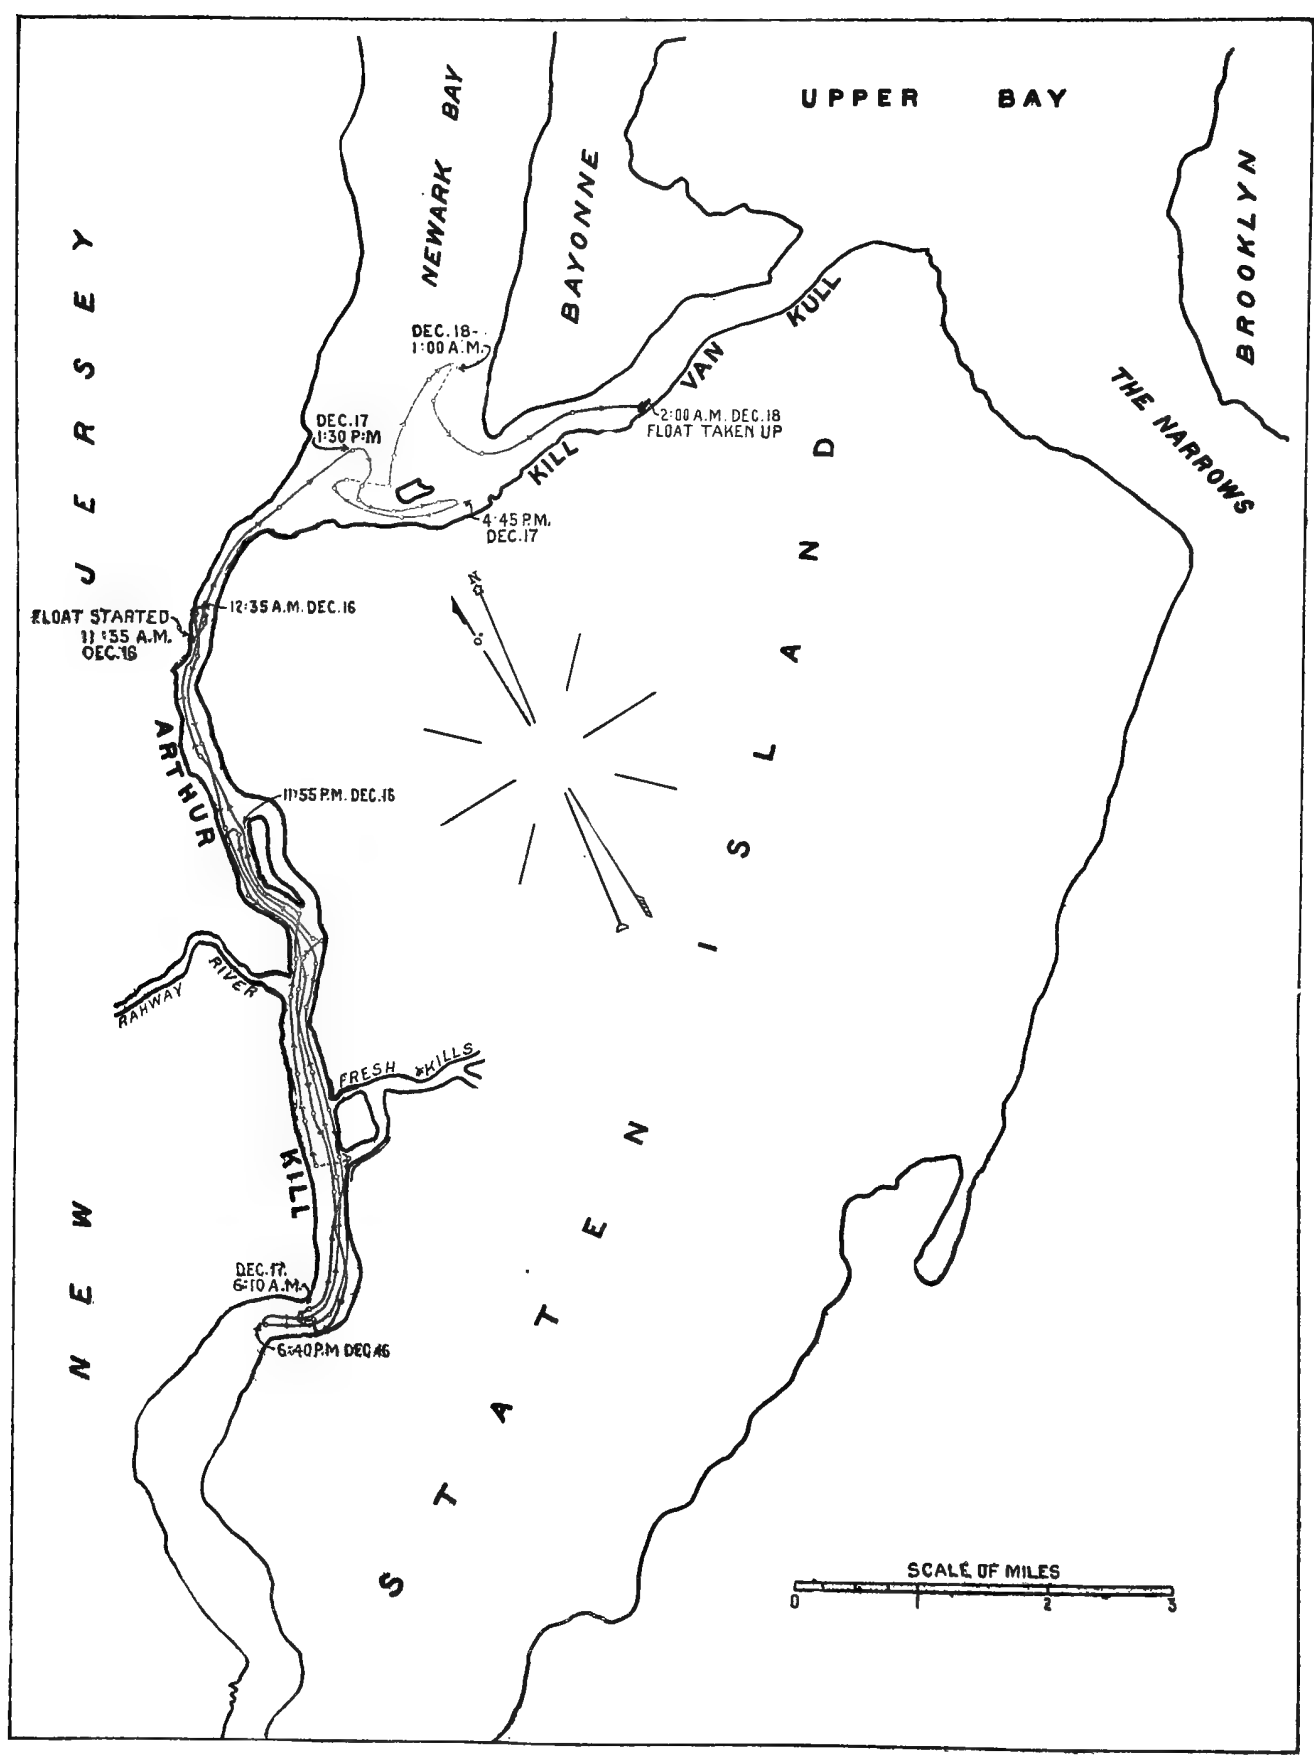 UPPER BAY
NEWARK BAY
BAYONNE
BROOKLYN
NEW JERSEY
KILL VAN KULL
THE NARROWS
DEC. 18-
1:00 A.M.
DEC. 17
1:30 P.M
2:00 A.M. DEC. 18
FLOAT TAKEN UP
4:45 P.M.
DEC. 17
N
12:35 A.M. DEC. 16
FLOAT STARTED
11:35 A.M.
DEC. 16
ARTHUR KILL
11:55 P.M. DEC. 16
RAHWAY RIVER
FRESH KILLS
STATEN ISLAND
DEC. 17.
6:10 A.M.
6:40 P.M DEC. 16
SCALE OF MILES
0 1 2 3